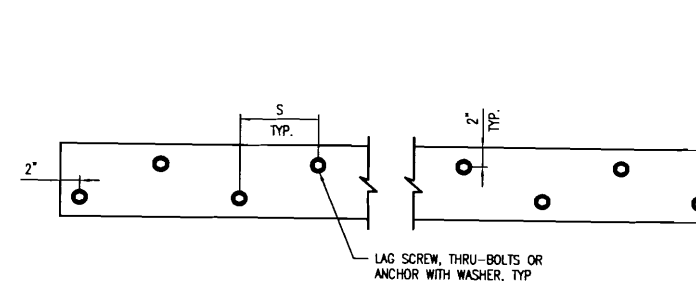 S
TYP.
2"
2"
TYP.
LAG SCREW, THRU-BOLTS OR
ANCHOR WITH WASHER, TYP